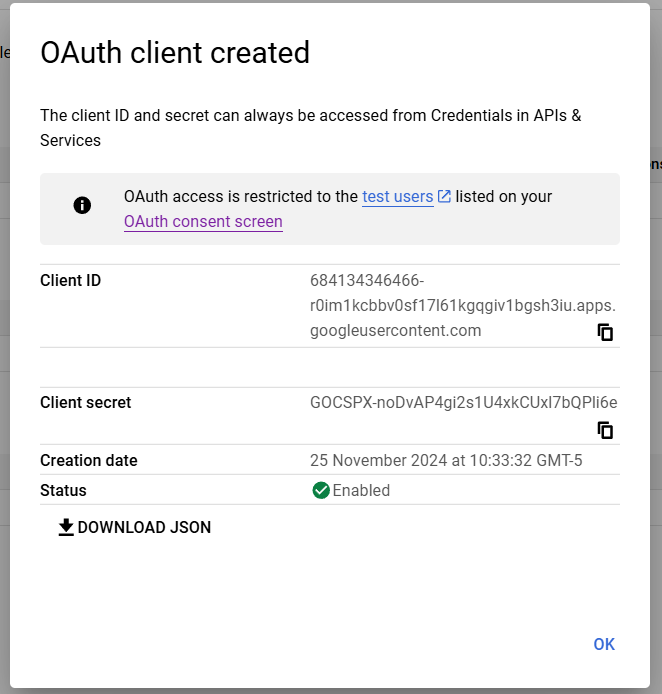 OAuth client created
The client ID and secret can always be accessed from Credentials in APIs &
Services
OAuth access is restricted to the test users listed on your
OAuth consent screen
Client ID
684134346466-
r0im1kcbbv0sf17l61kgqgiv1bgsh3iu.apps.
googleusercontent.com
Client secret
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
Creation date
25 November 2024 at 10:33:32 GMT-5
Status
Enabled
DOWNLOAD JSON
OK